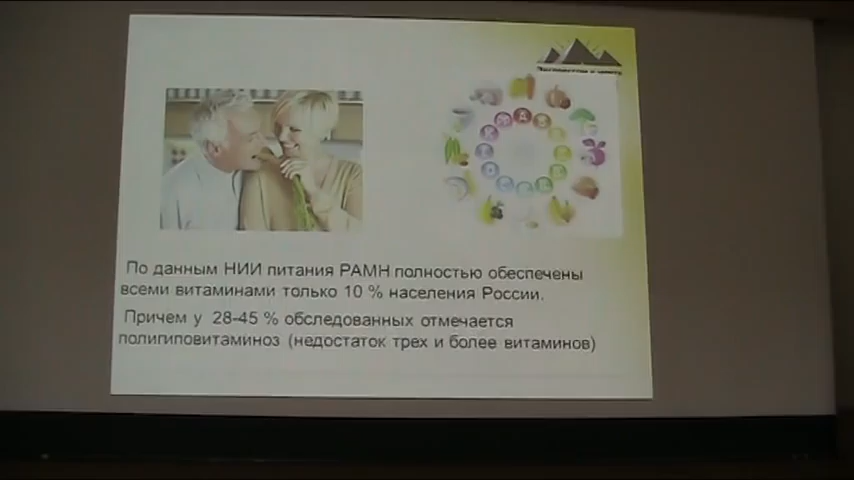 По данным НИИ питания РАМН полностью обеспечены
всеми витаминами только 10 % населения России.
Причем у 28-45 % обследованных отмечается
полигиповитаминоз (недостаток трех и более витаминов)